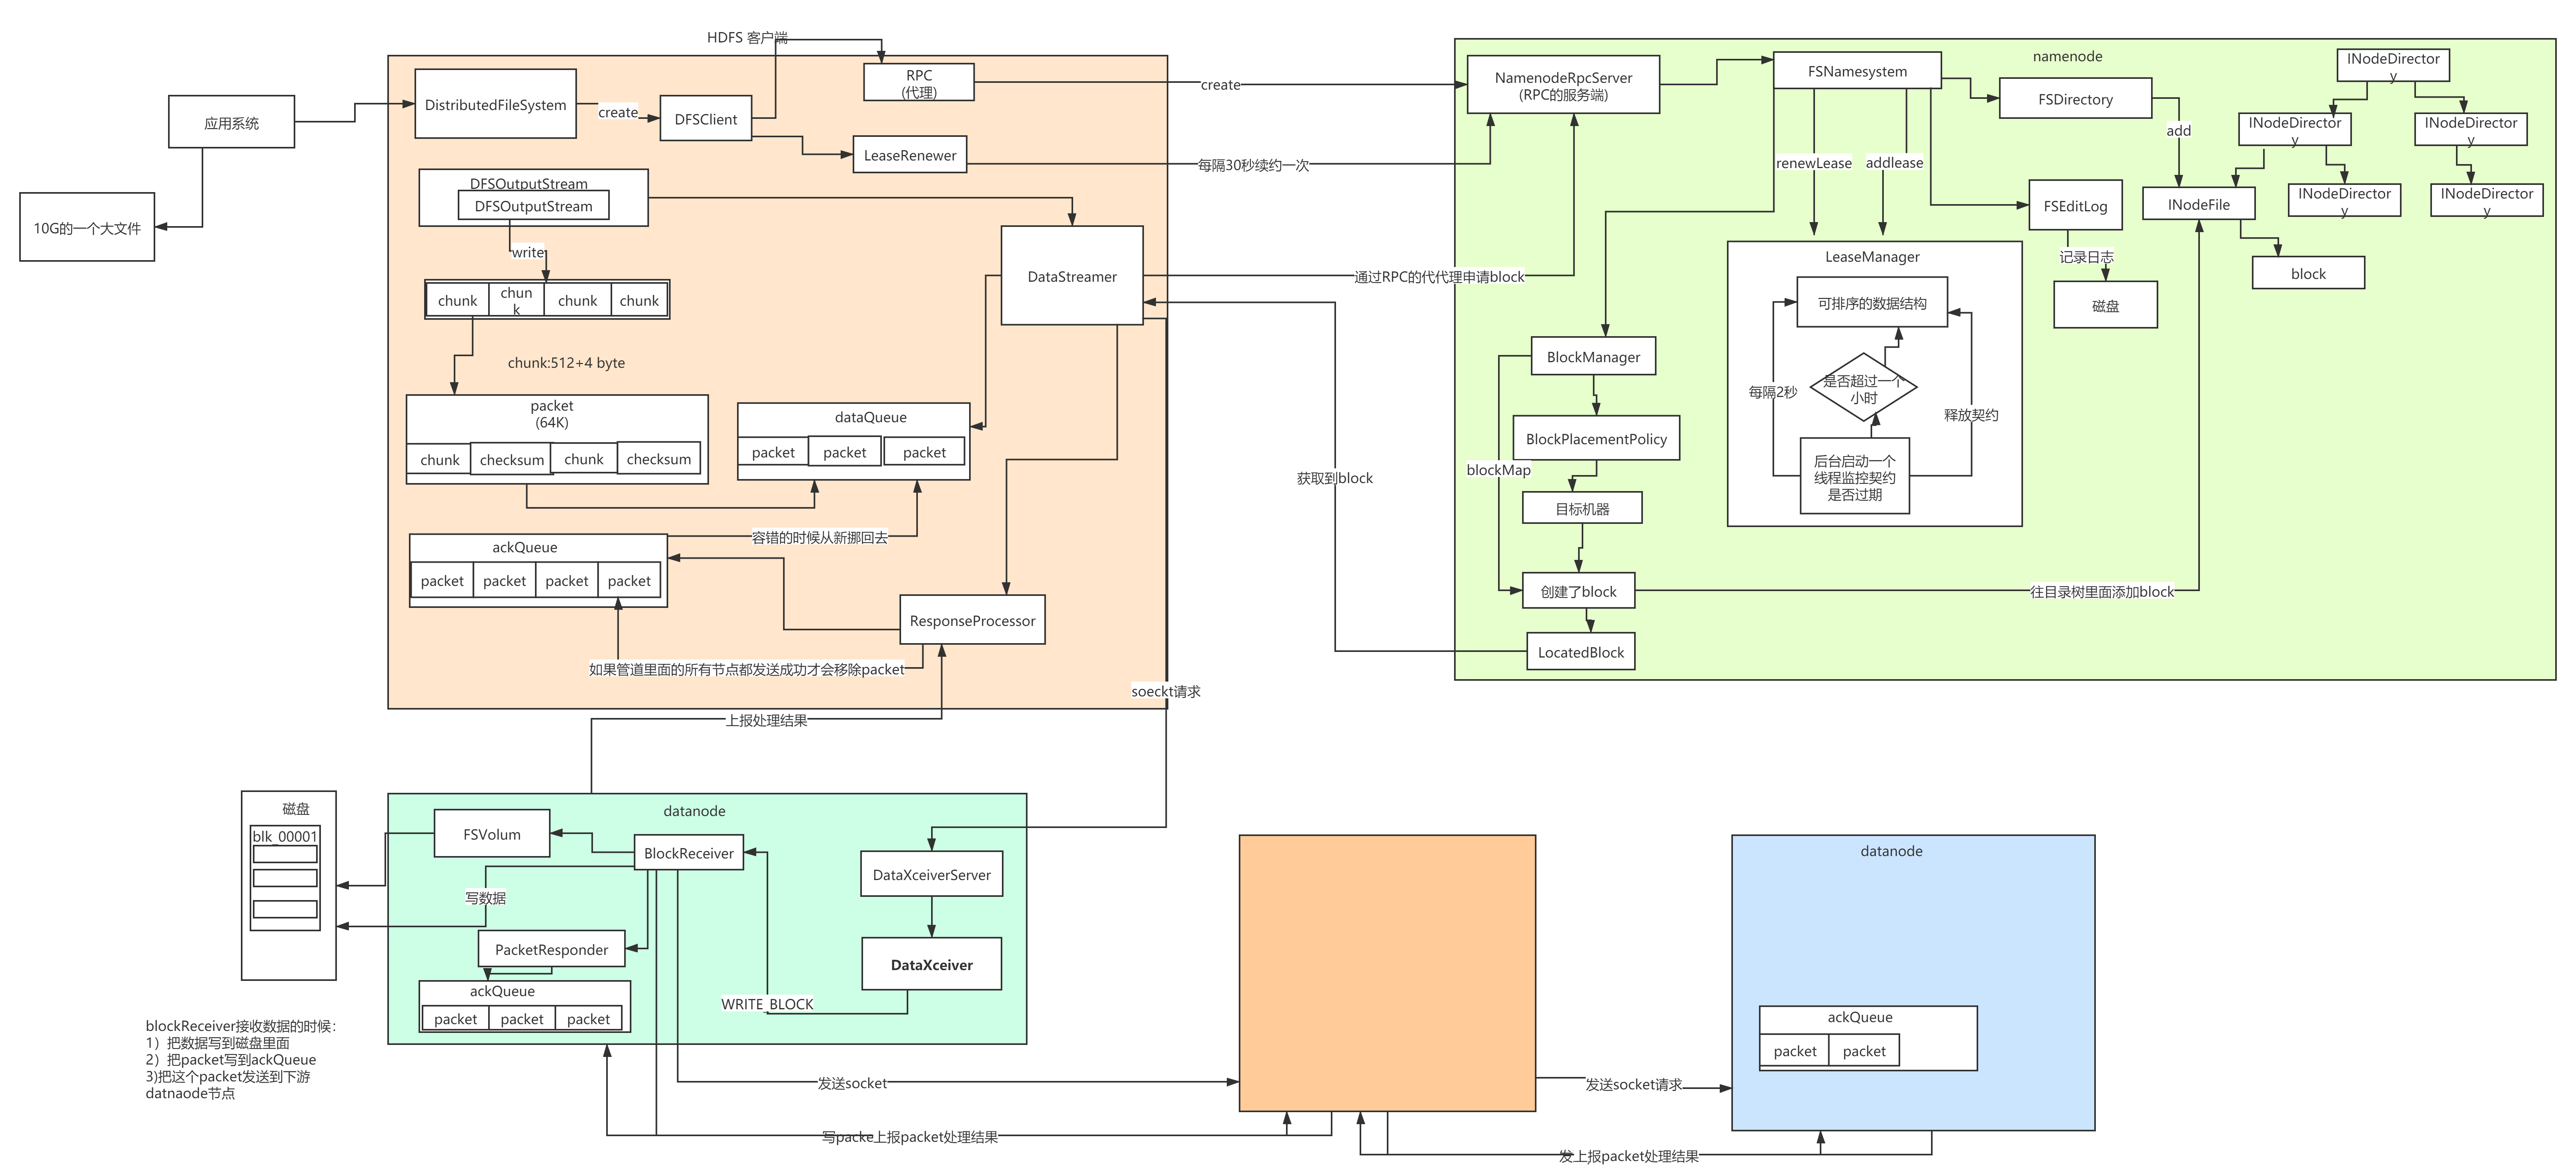 HDFS 客户端
应用系统
10G的一个大文件
DistributedFileSystem
create
DFSClient
RPC
(代理)
LeaseRenewer
create
每隔30秒续约一次
DFSOutputStream
DFSOutputStream
write
chunk
chun
k
chunk
chunk
chunk:512+4 byte
packet
(64K)
chunk
checksum
chunk
checksum
dataQueue
packet
packet
packet
DataStreamer
通过RPC的代代理申请block
获取到block
容错的时候从新挪回去
ackQueue
packet
packet
packet
packet
ResponseProcessor
如果管道里面的所有节点都发送成功才会移除packet
soeckt请求
上报处理结果
namenode
NamenodeRpcServer
(RPC的服务端)
FSNamesystem
FSDirectory
add
renewLease
addlease
FSEditLog
记录日志
磁盘
INodeDirector
y
INodeDirector
y
INodeDirector
y
INodeFile
INodeDirector
y
INodeDirector
y
block
LeaseManager
可排序的数据结构
每隔2秒
是否超过一个
小时
释放契约
后台启动一个
线程监控契约
是否过期
BlockManager
BlockPlacementPolicy
blockMap
目标机器
创建了block
往目录树里面添加block
LocatedBlock
磁盘
blk_00001
datanode
FSVolum
BlockReceiver
写数据
DataXceiverServer
DataXceiver
WRITE_BLOCK
PacketResponder
ackQueue
packet
packet
packet
blockReceiver接收数据的时候：
1）把数据写到磁盘里面
2）把packet写到ackQueue
3)把这个packet发送到下游
datnaode节点
发送socket
写packe上报packet处理结果
发送socket请求
发上报packet处理结果
datanode
ackQueue
packet
packet